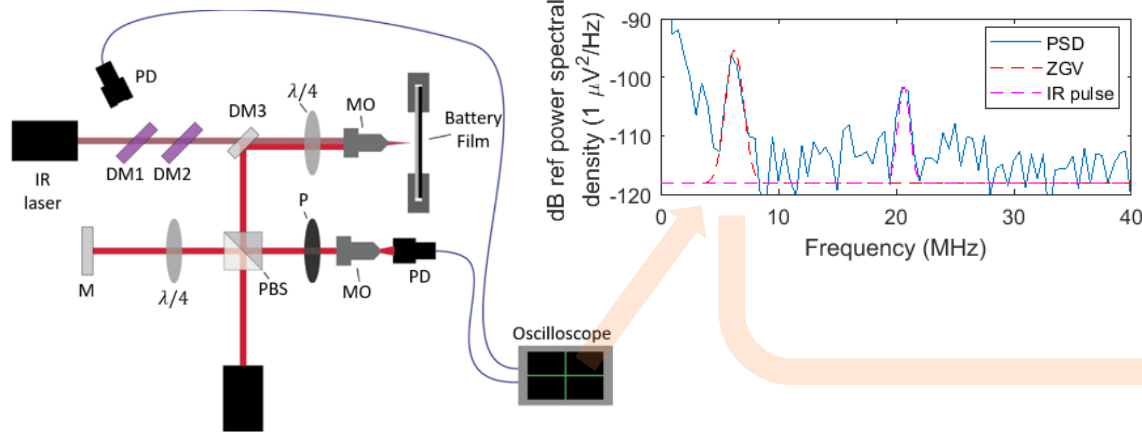 PD
DM3
λ/4
MO
IR
laser
DM1
DM2
Battery
Film
P
M
λ/4
PBS
MO
PD
Oscilloscope
dB ref power spectral
density (1 μV²/Hz)
-90
-100
-110
-120
0
10
20
30
40
Frequency (MHz)
PSD
ZGV
IR pulse